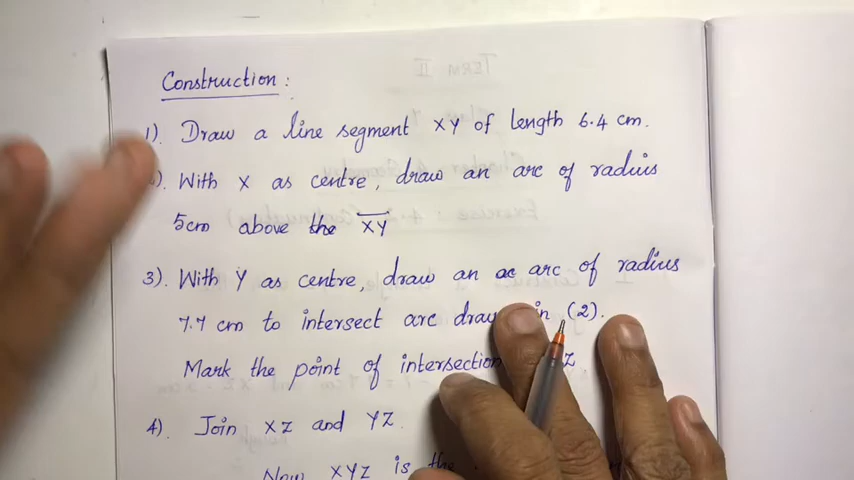 Construction :
1). Draw a line segment XY of length 6.4 cm.
). With X as centre, draw an arc of radius
5cm above the XY
3). With Y as centre, draw an ac arc of radius
7.7 cm to intersect arc in (2).
Mark the point of intersection Z
4). Join XZ and YZ.
Now XYZ is the